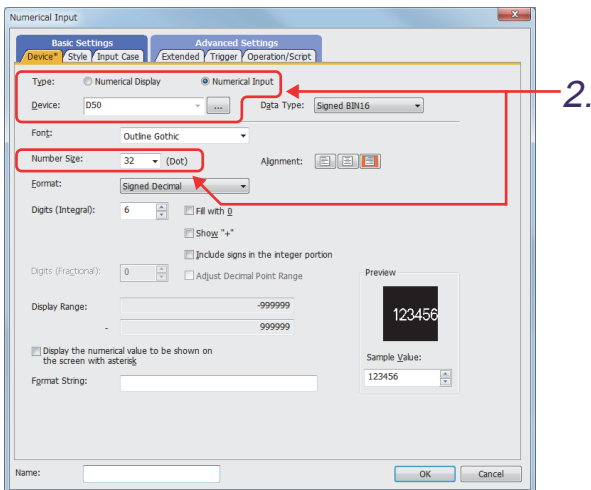 Numerical Input
Basic Settings Advanced Settings
Device* Style Input Case Extended Trigger Operation/Script
Type: Numerical Display Numerical Input
2.
Device: D50 ... Data Type: Signed BIN16
Font: Outline Gothic
Number Size: 32 (Dot) Alignment:
Format: Signed Decimal
Digits (Integral): 6 Fill with 0
Show "+"
Include signs in the integer portion
Digits (Fractional): 0 Adjust Decimal Point Range
Preview
Display Range: -999999
123456
- 999999
Display the numerical value to be shown on
the screen with asterisk
Sample Value:
Format String:
123456
Name: OK Cancel